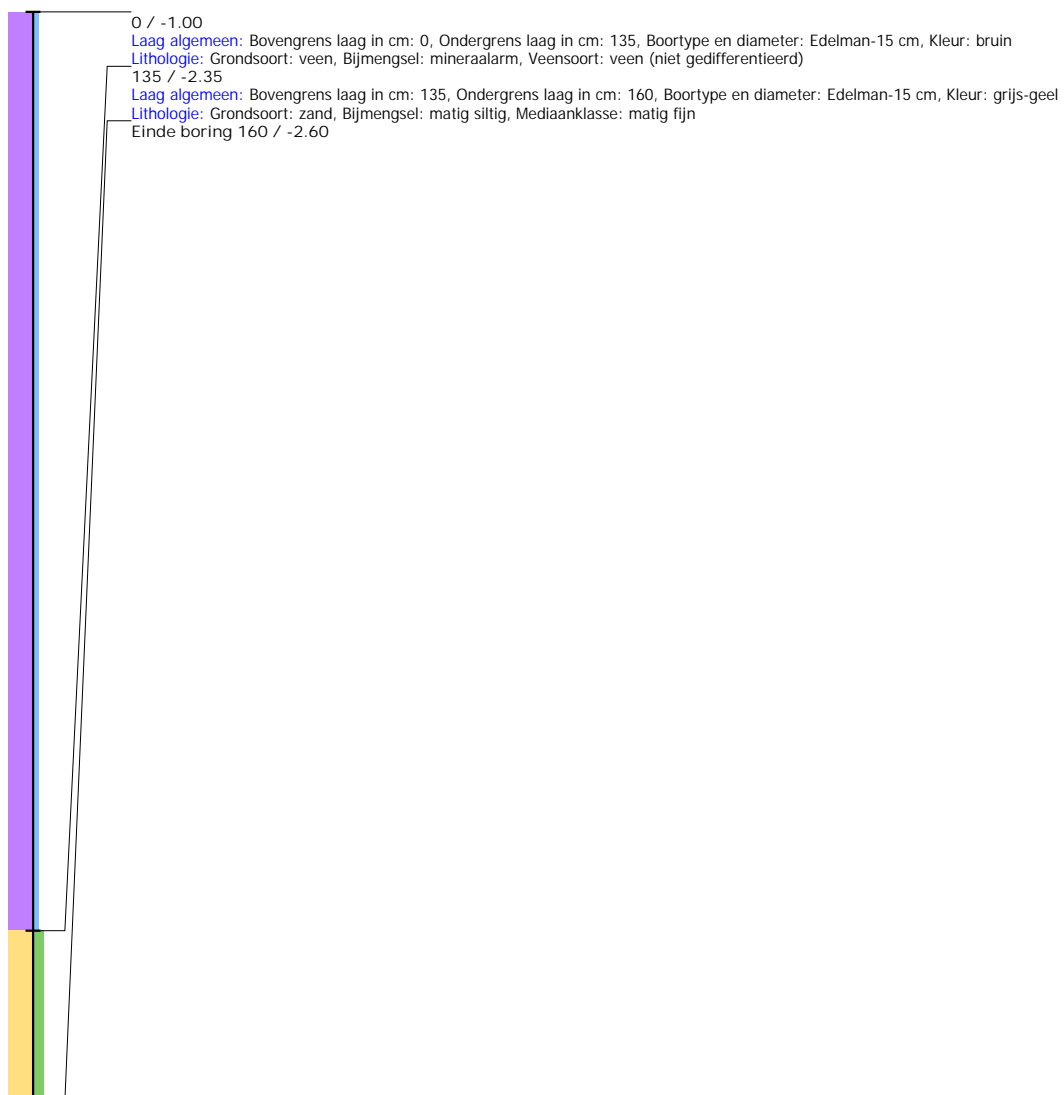 0 / -1.00
Laag algemeen: Bovengrens laag in cm: 0, Ondergrens laag in cm: 135, Boortype en diameter: Edelman-15 cm, Kleur: bruin
Lithologie: Grondsoort: veen, Bijmengsel: mineraalarm, Veensoort: veen (niet gedifferentieerd)
135 / -2.35
Laag algemeen: Bovengrens laag in cm: 135, Ondergrens laag in cm: 160, Boortype en diameter: Edelman-15 cm, Kleur: grijs-geel
Lithologie: Grondsoort: zand, Bijmengsel: matig siltig, Mediaanklasse: matig fijn
Einde boring 160 / -2.60